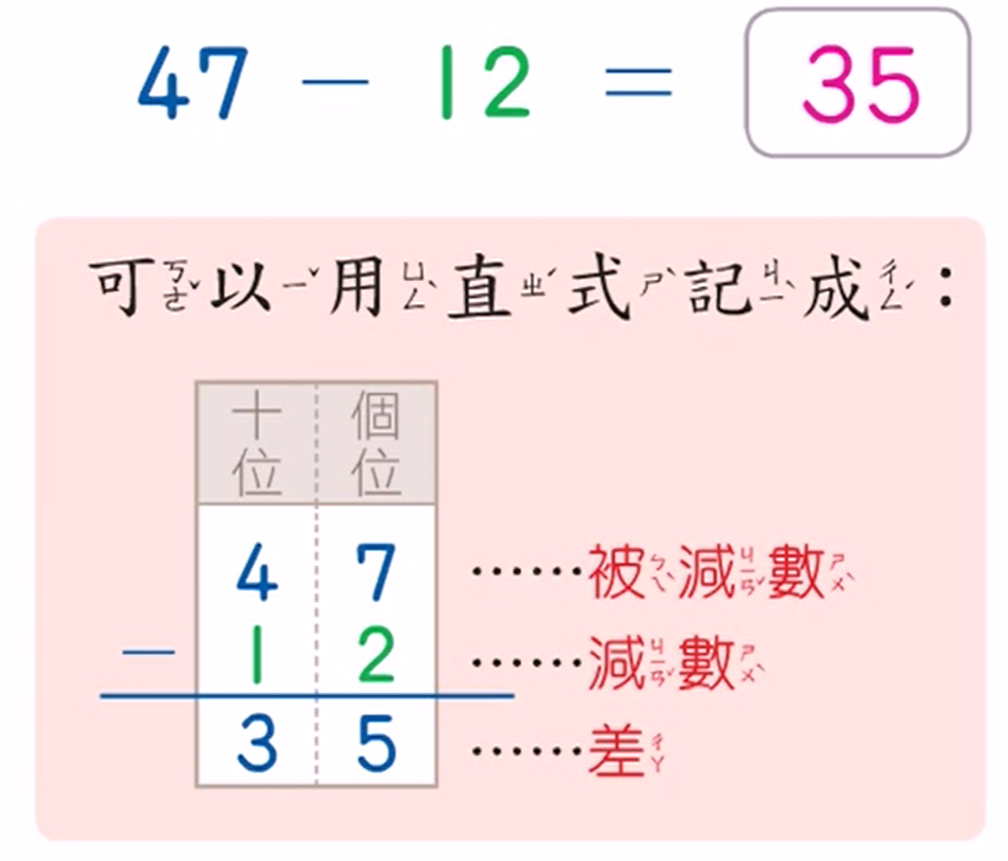 47 − 12 = 35
可ㄎㄜˇ以ㄧˇ用ㄩㄥˋ直ㄓˊ式ㄕˋ記ㄐㄧˋ成ㄔㄥˊ：
十位 個位
4 7 ……被ㄅㄟˋ減ㄐㄧㄢˇ數ㄕㄨˋ
− 1 2 ……減ㄐㄧㄢˇ數ㄕㄨˋ
3 5 ……差ㄔㄚ